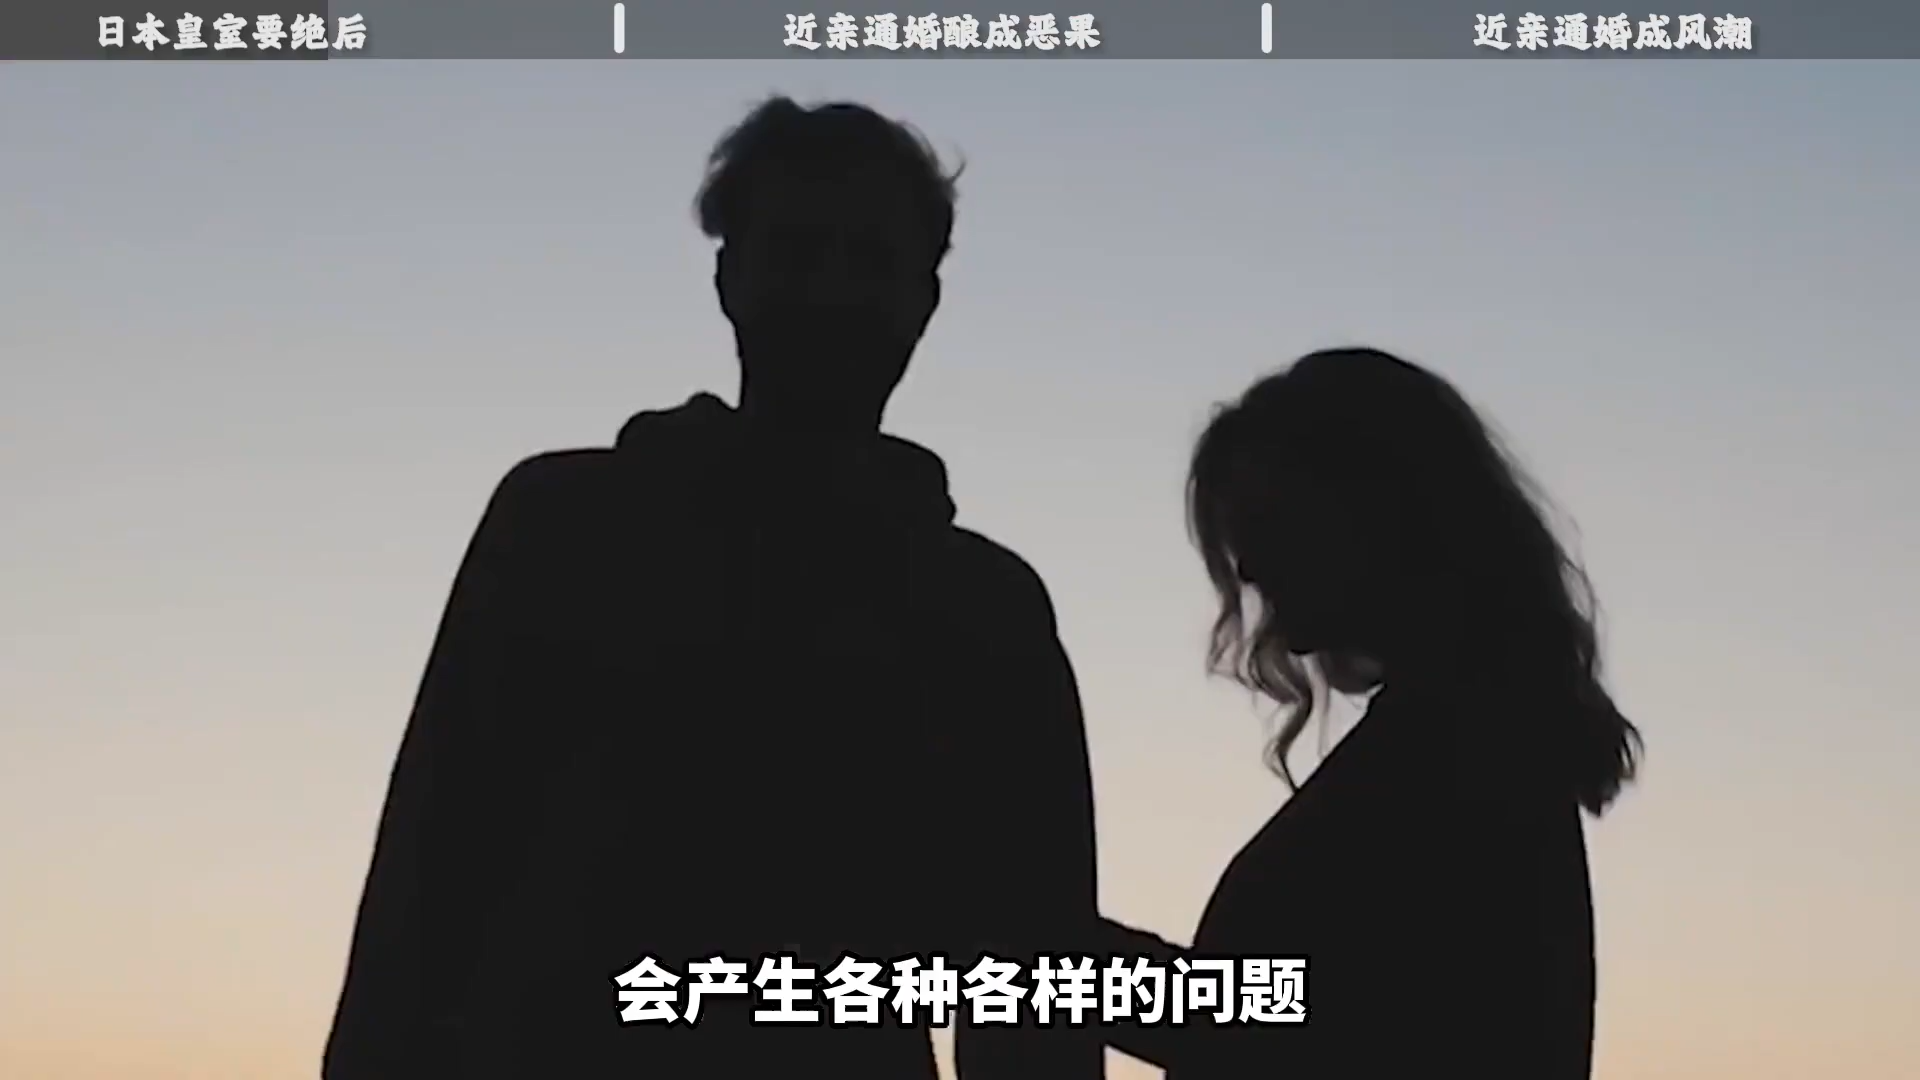 日本皇室要绝后
近亲通婚酿成恶果
近亲通婚成风潮
会产生各种各样的问题